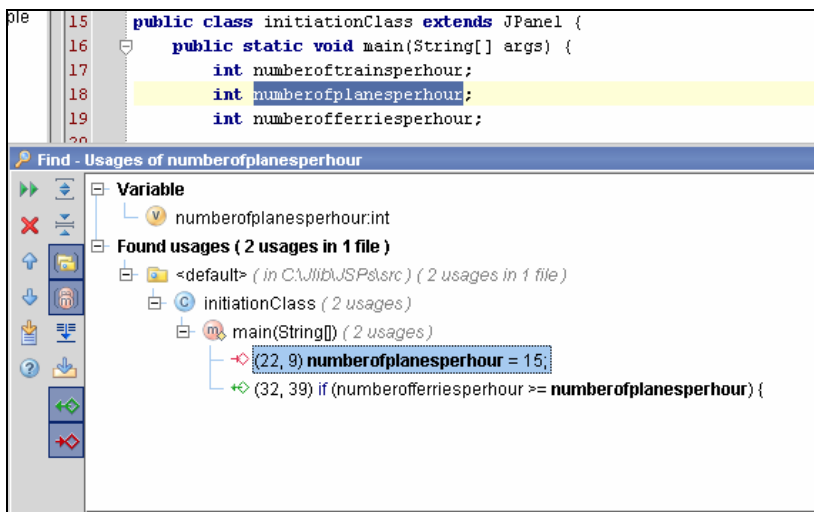 ple
15 public class initiationClass extends JPanel {
16 public static void main(String[] args) {
17 int numberoftrainsperhour;
18 int numberofplanesperhour;
19 int numberofferriesperhour;
20
Find - Usages of numberofplanesperhour
Variable
v numberofplanesperhour:int
Found usages ( 2 usages in 1 file )
<default> ( in C:\Jlib\JSPs\src ) ( 2 usages in 1 file )
C initiationClass ( 2 usages )
m main(String[]) ( 2 usages )
(22, 9) numberofplanesperhour = 15;
(32, 39) if (numberofferriesperhour >= numberofplanesperhour) {